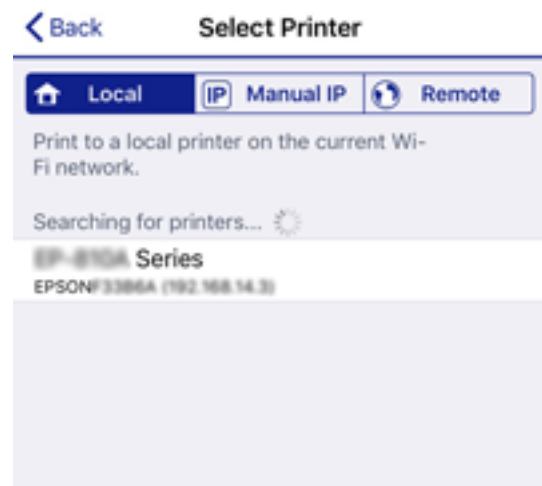 Back Select Printer
Local IP Manual IP Remote
Print to a local printer on the current Wi-
Fi network.
Searching for printers...
Series
EPSON